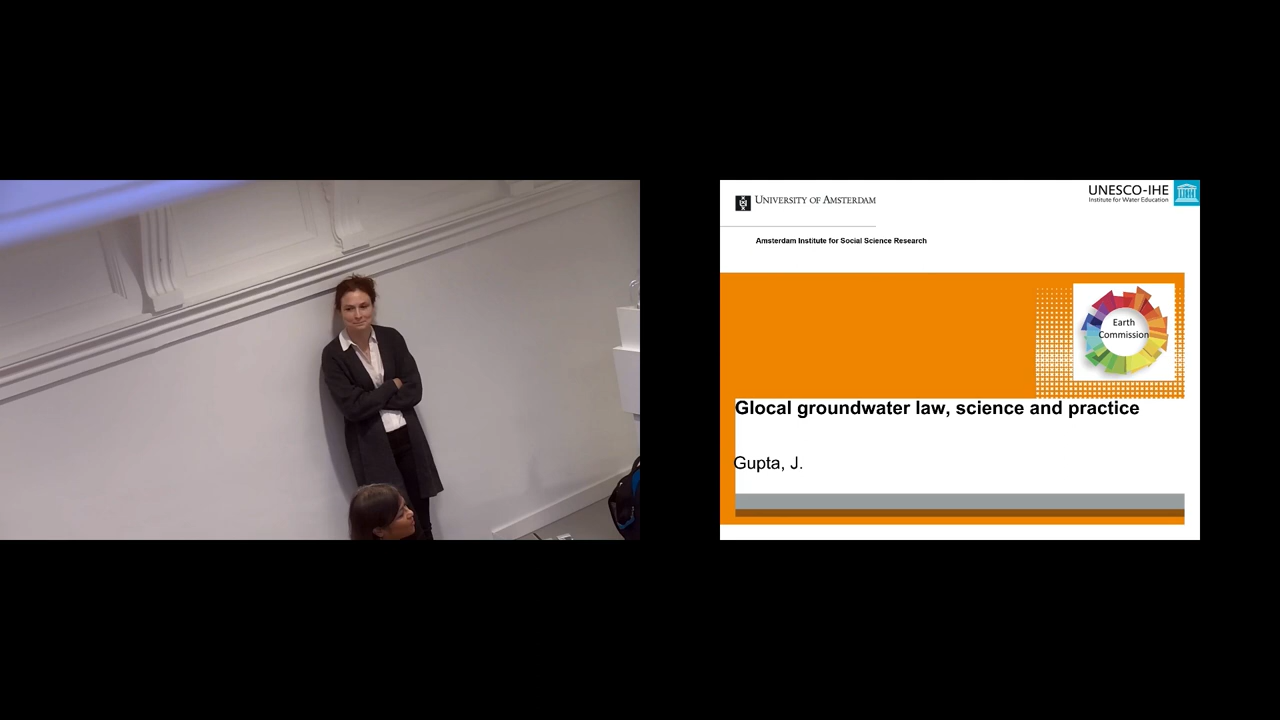 UNIVERSITY OF AMSTERDAM
UNESCO-IHE
Institute for Water Education
Amsterdam Institute for Social Science Research
Earth
Commission
Glocal groundwater law, science and practice
Gupta, J.